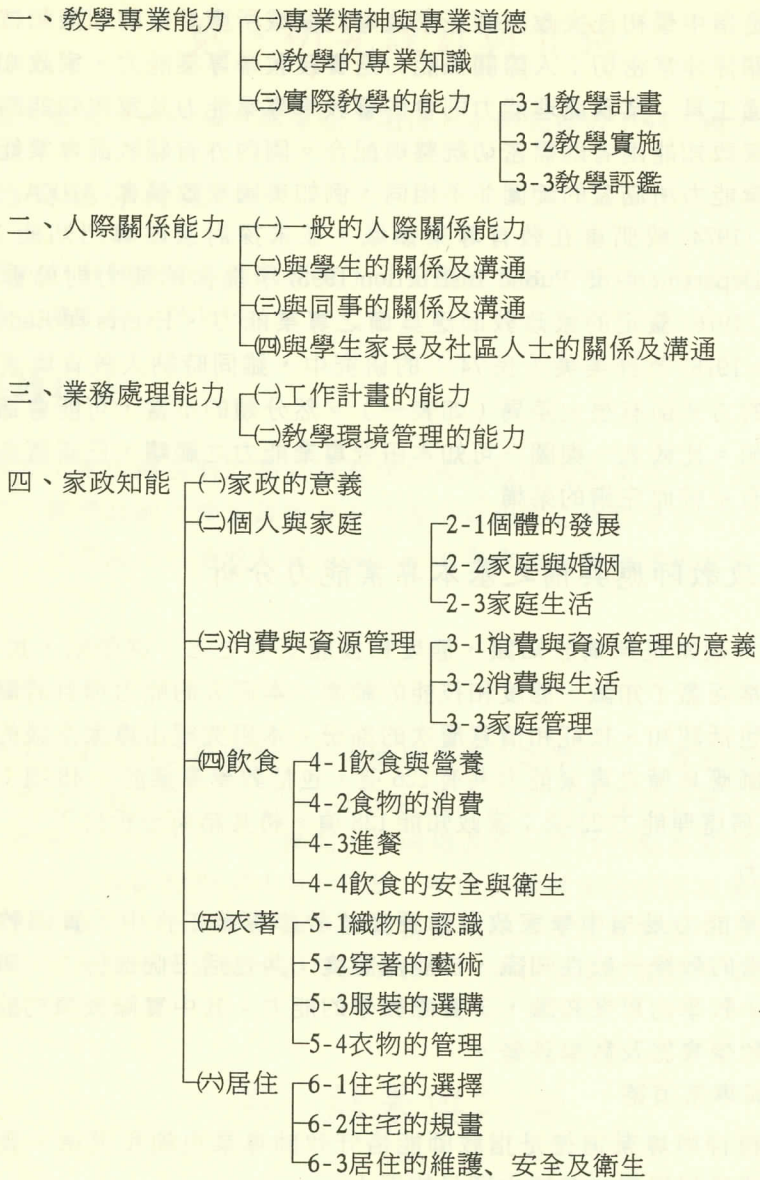 一、教學專業能力 ㈠專業精神與專業道德
㈡教學的專業知識
㈢實際教學的能力 3-1教學計畫
3-2教學實施
3-3教學評鑑
二、人際關係能力 ㈠一般的人際關係能力
㈡與學生的關係及溝通
㈢與同事的關係及溝通
㈣與學生家長及社區人士的關係及溝通
三、業務處理能力 ㈠工作計畫的能力
㈡教學環境管理的能力
四、家政知能 ㈠家政的意義
㈡個人與家庭 2-1個體的發展
2-2家庭與婚姻
2-3家庭生活
㈢消費與資源管理 3-1消費與資源管理的意義
3-2消費與生活
3-3家庭管理
㈣飲食 4-1飲食與營養
4-2食物的消費
4-3進餐
4-4飲食的安全與衛生
㈤衣著 5-1織物的認識
5-2穿著的藝術
5-3服裝的選購
5-4衣物的管理
㈥居住 6-1住宅的選擇
6-2住宅的規畫
6-3居住的維護、安全及衛生